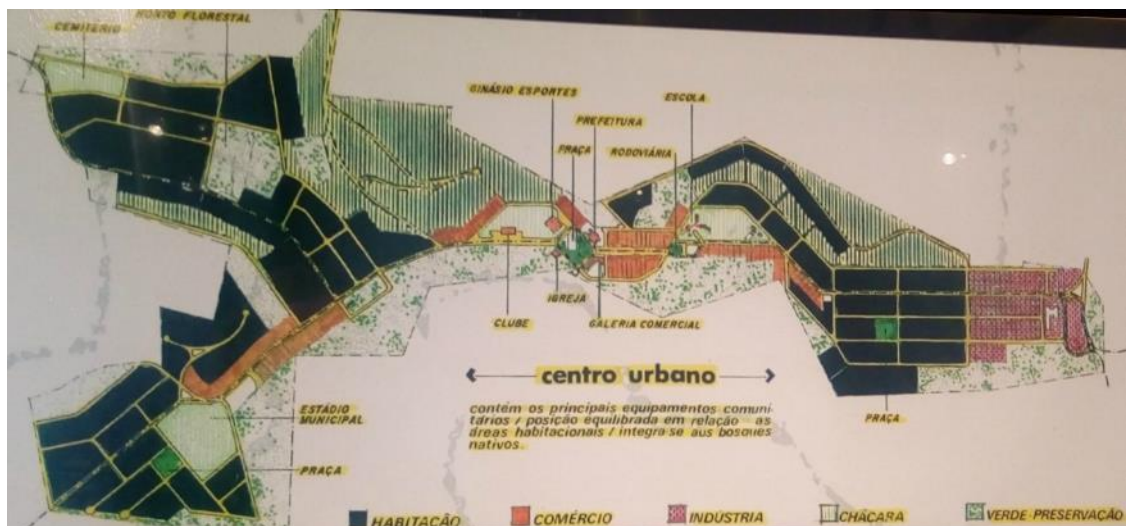 HORTO FLORESTAL
CEMITÉRIO
GINÁSIO ESPORTES
ESCOLA
PREFEITURA
PRAÇA
RODOVIÁRIA
IGREJA
CLUBE
GALERIA COMERCIAL
centro urbano
contém os principais equipamentos comuni-
tários / posição equilibrada em relação as
áreas habitacionais / integra-se aos bosques
nativos.
ESTÁDIO
MUNICIPAL
PRAÇA
PRAÇA
HABITAÇÃO
COMÉRCIO
INDÚSTRIA
CHÁCARA
VERDE-PRESERVAÇÃO